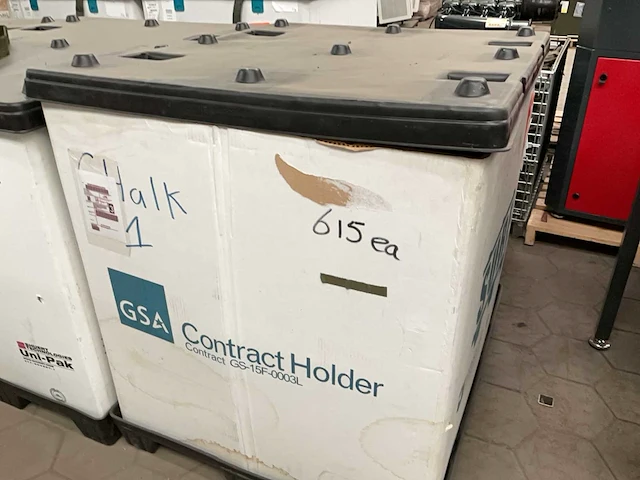 CHalk
1
615 ea
GSA
Contract Holder
Contract GS-15F-0003L
Uni-Pak